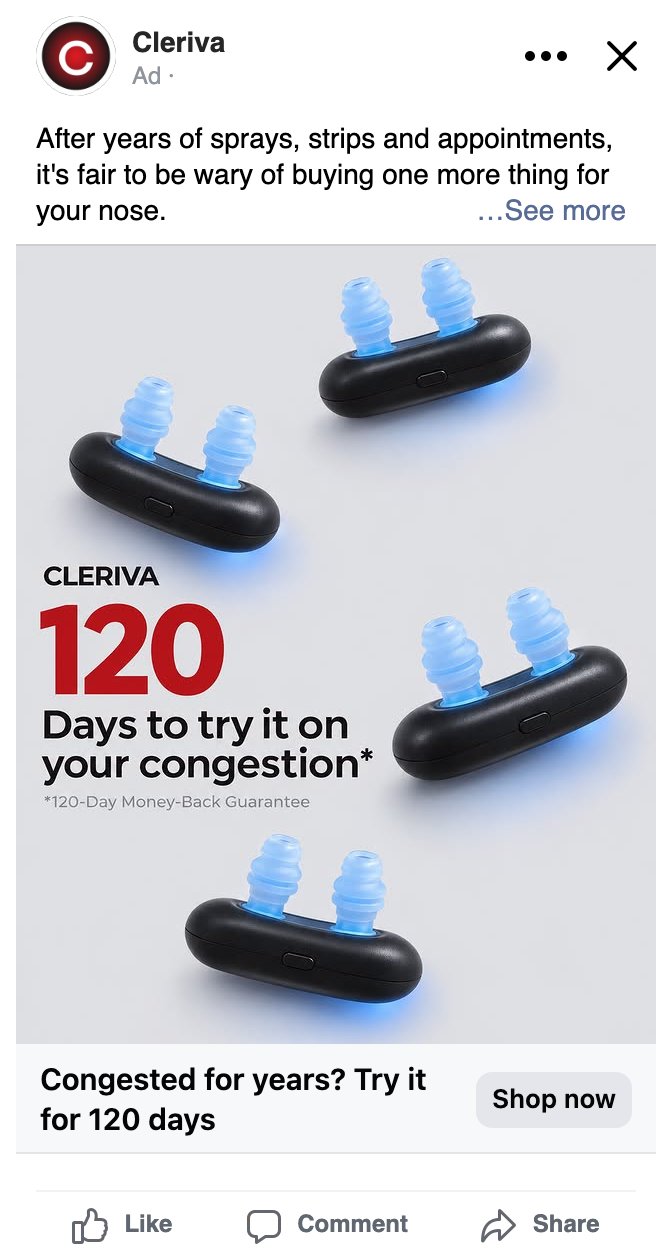 C
Cleriva
Ad ·
After years of sprays, strips and appointments,
it's fair to be wary of buying one more thing for
your nose.
...See more
CLERIVA
120
Days to try it on
your congestion*
*120-Day Money-Back Guarantee
Congested for years? Try it
for 120 days
Shop now
Like
Comment
Share